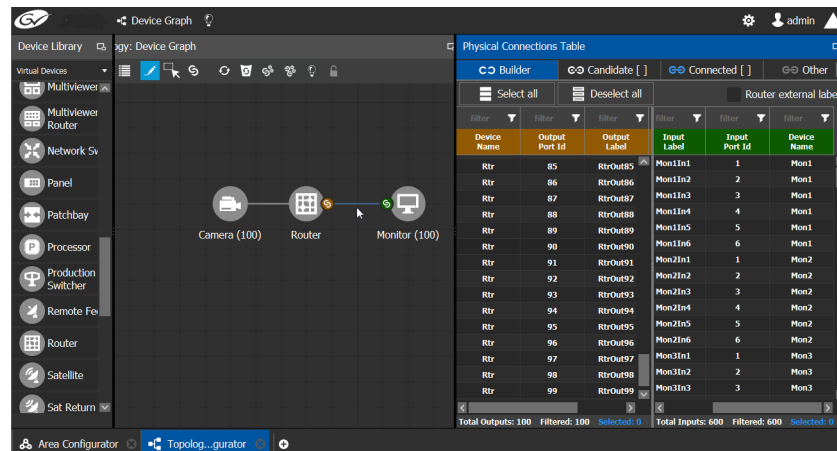 Device Graph
admin
Device Library
ogy: Device Graph
Physical Connections Table
Virtual Devices
Builder
Candidate [ ]
Connected [ ]
Other
Select all
Deselect all
Router external labe
filter filter filter filter filter filter
Device Name Output Port Id Output Label Input Label Input Port Id Device Name
Rtr 85 RtrOut85 Mon1In1 1 Mon1
Rtr 86 RtrOut86 Mon1In2 2 Mon1
Rtr 87 RtrOut87 Mon1In3 3 Mon1
Rtr 88 RtrOut88 Mon1In4 4 Mon1
Rtr 89 RtrOut89 Mon1In5 5 Mon1
Rtr 90 RtrOut90 Mon1In6 6 Mon1
Rtr 91 RtrOut91 Mon2In1 1 Mon2
Rtr 92 RtrOut92 Mon2In2 2 Mon2
Rtr 93 RtrOut93 Mon2In3 3 Mon2
Rtr 94 RtrOut94 Mon2In4 4 Mon2
Rtr 95 RtrOut95 Mon2In5 5 Mon2
Rtr 96 RtrOut96 Mon2In6 6 Mon2
Rtr 97 RtrOut97 Mon3In1 1 Mon3
Rtr 98 RtrOut98 Mon3In2 2 Mon3
Rtr 99 RtrOut99 Mon3In3 3 Mon3
Total Outputs: 100 Filtered: 100 Selected: 0
Total Inputs: 600 Filtered: 600 Selected: 0
Multiviewer
Multiviewer
Router
Network Sw
Panel
Patchbay
Processor
Production
Switcher
Remote Fee
Router
Satellite
Sat Return
Camera (100)
Router
Monitor (100)
Area Configurator
Topolog...gurator